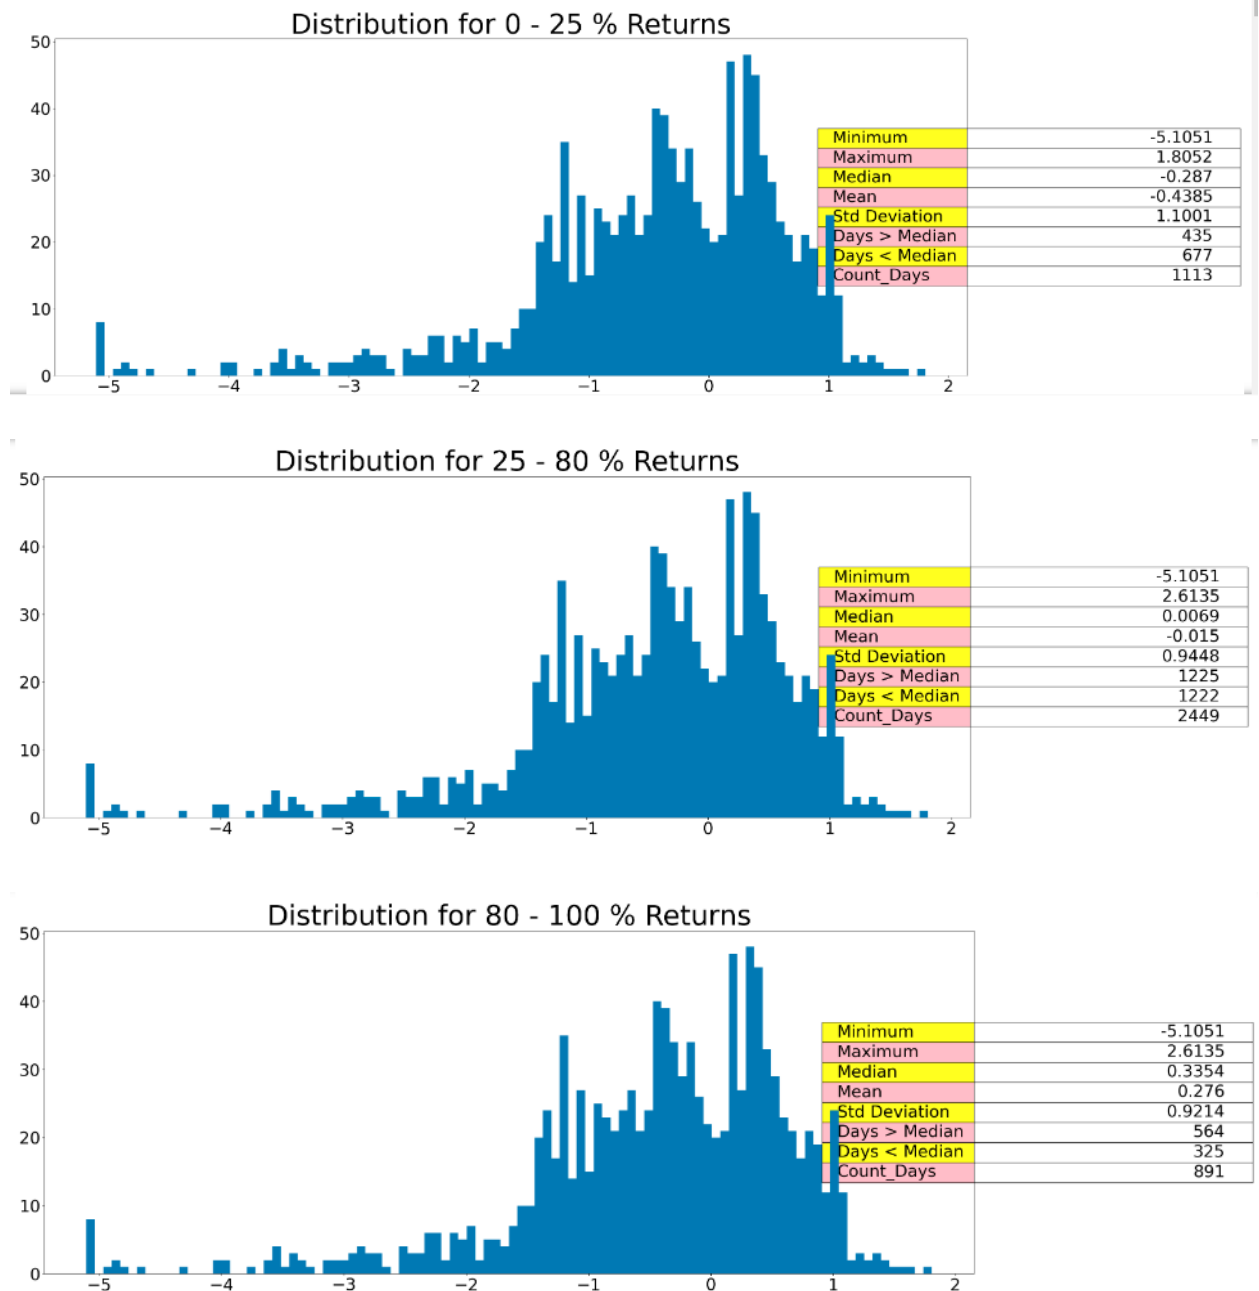 Distribution for 0 - 25 % Returns
50
40
30
20
10
0
−5 −4 −3 −2 −1 0 1 2
Minimum -5.1051
Maximum 1.8052
Median -0.287
Mean -0.4385
Std Deviation 1.1001
Days > Median 435
Days < Median 677
Count_Days 1113
Distribution for 25 - 80 % Returns
50
40
30
20
10
0
−5 −4 −3 −2 −1 0 1 2
Minimum -5.1051
Maximum 2.6135
Median 0.0069
Mean -0.015
Std Deviation 0.9448
Days > Median 1225
Days < Median 1222
Count_Days 2449
Distribution for 80 - 100 % Returns
50
40
30
20
10
0
−5 −4 −3 −2 −1 0 1 2
Minimum -5.1051
Maximum 2.6135
Median 0.3354
Mean 0.276
Std Deviation 0.9214
Days > Median 564
Days < Median 325
Count_Days 891